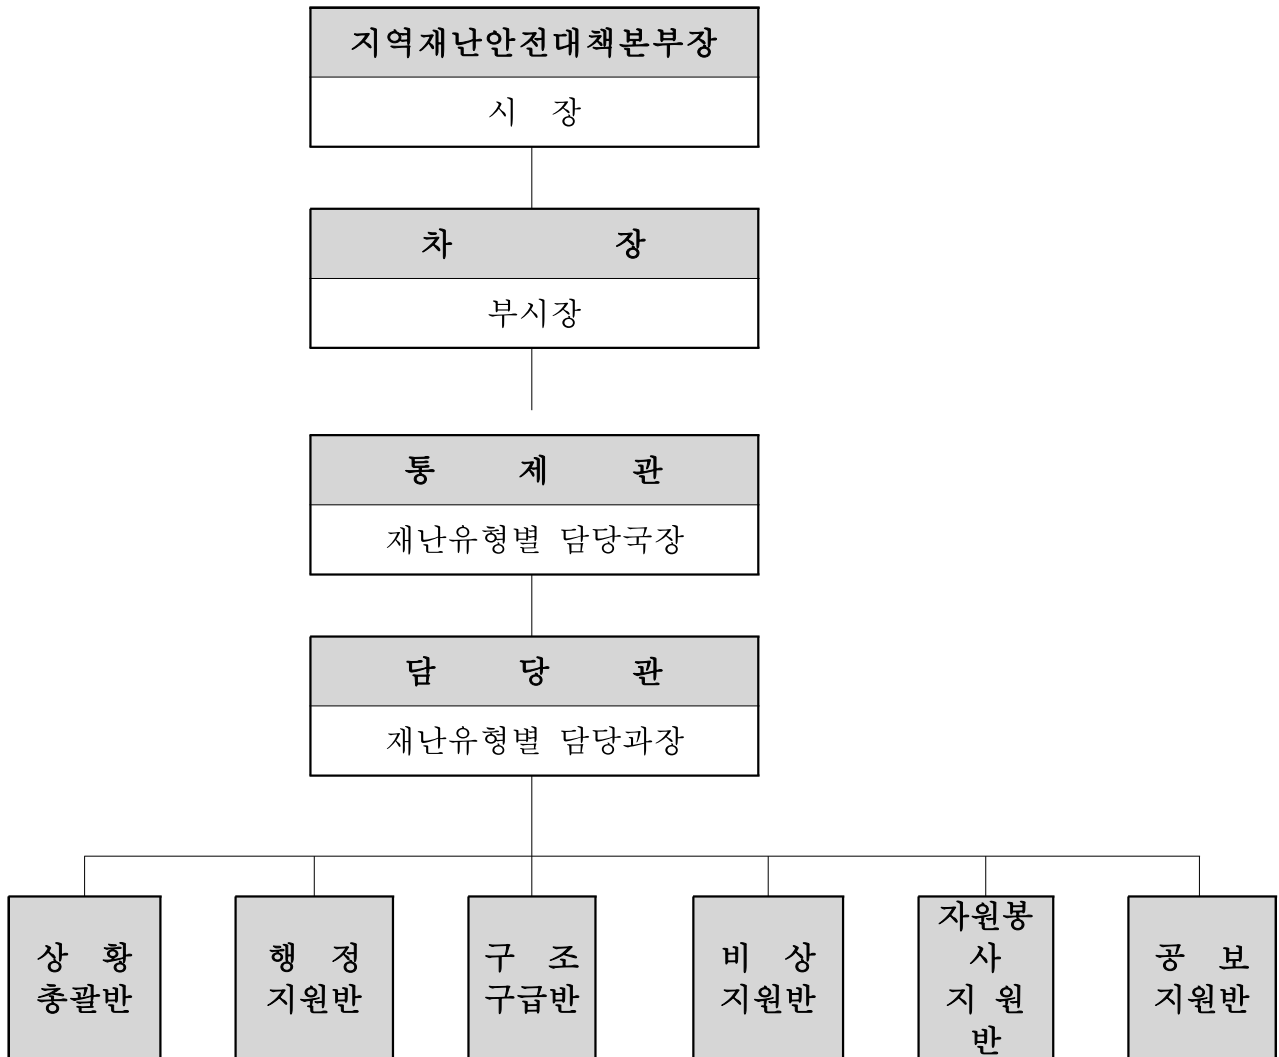 지역재난안전대책본부장
시 장
차 장
부시장
통 제 관
재난유형별 담당국장
담 당 관
재난유형별 담당과장
상 황
총괄반
행 정
지원반
구 조
구급반
비 상
지원반
자원봉
사
지 원
반
공 보
지원반